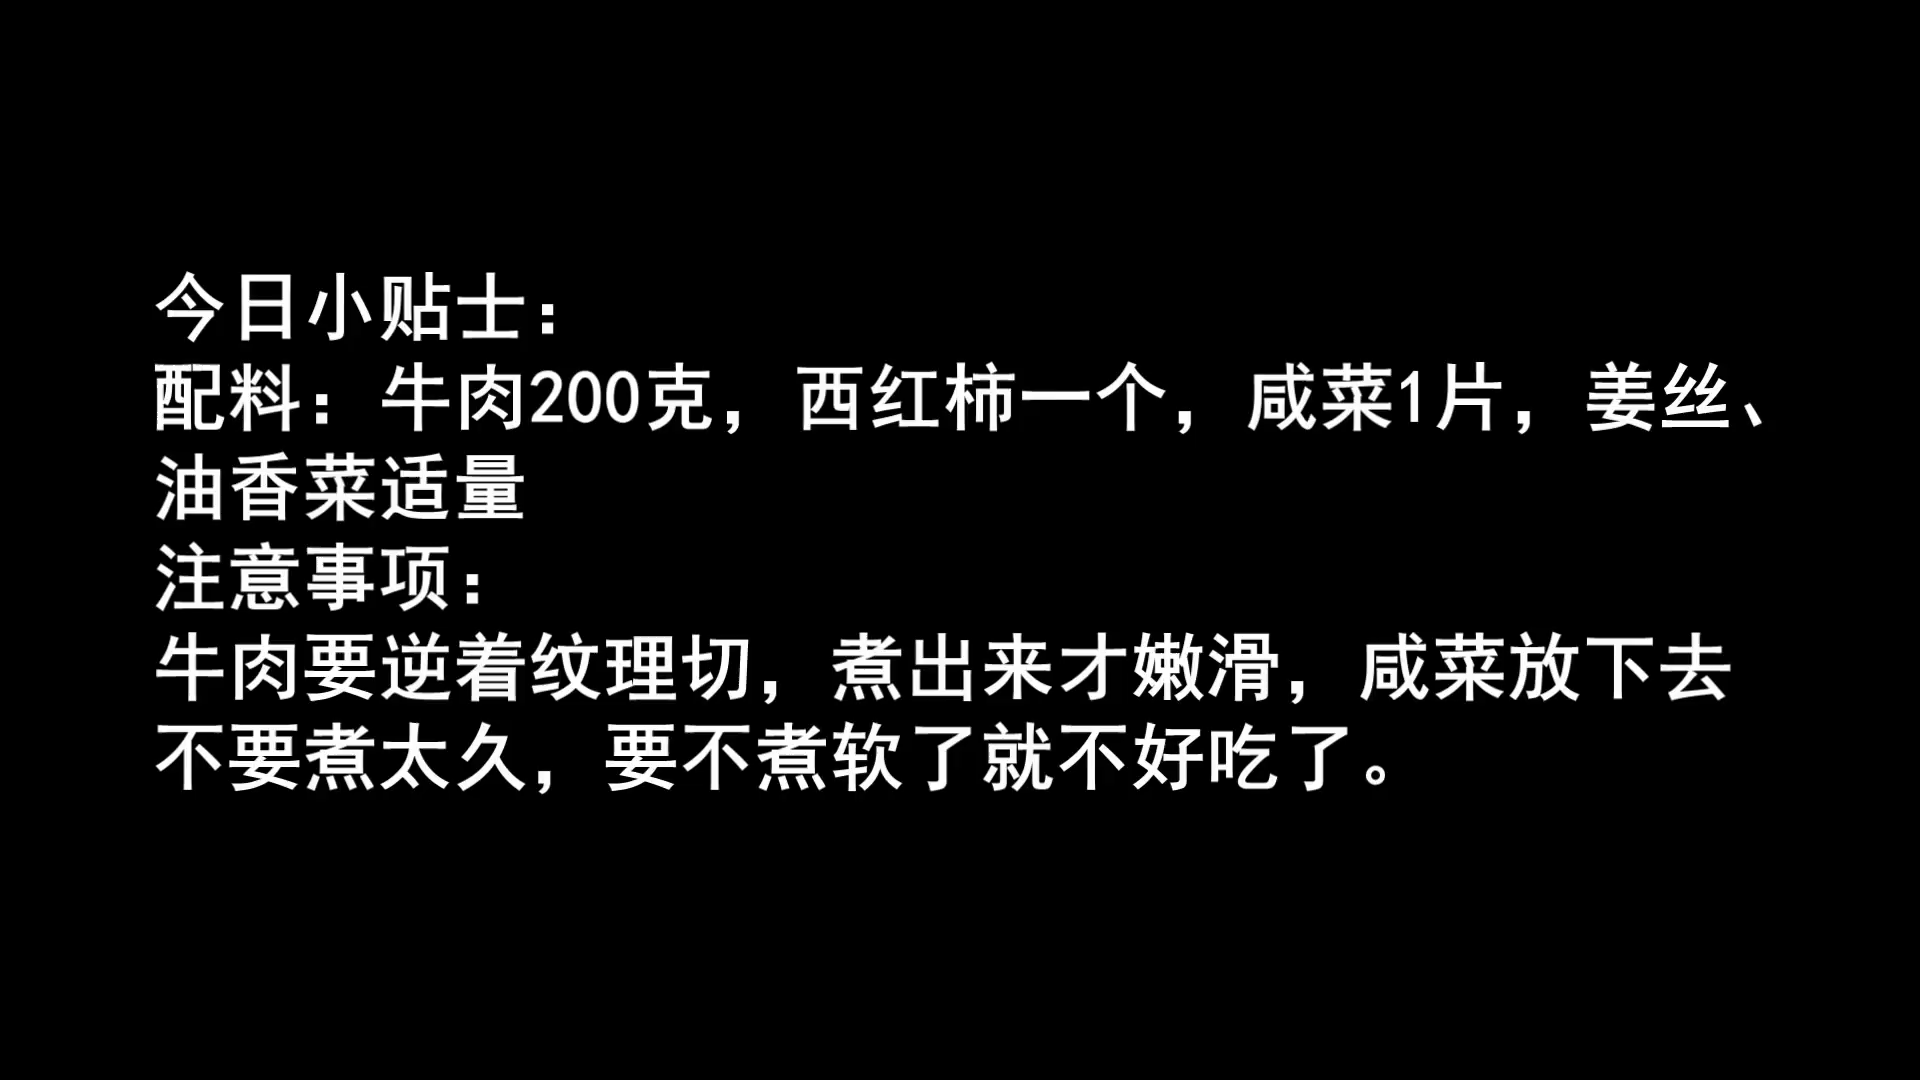 今日小贴士：
配料：牛肉200克，西红柿一个，咸菜1片，姜丝、
油香菜适量
注意事项：
牛肉要逆着纹理切，煮出来才嫩滑，咸菜放下去
不要煮太久，要不煮软了就不好吃了。